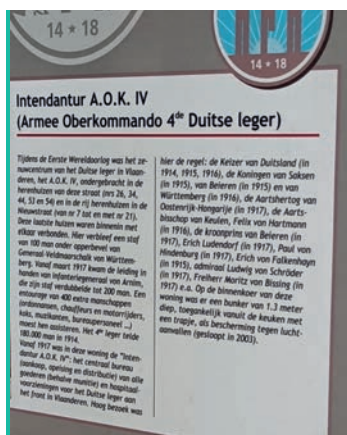 14 ★ 18
14 ★ 18
Intendantur A.O.K. IV
(Armee Oberkommando 4de Duitse leger)
Tijdens de Eerste Wereldoorlog was het ze-
nuwcentrum van het Duitse leger in Vlaan-
deren, het A.O.K. IV, ondergebracht in de
herenhuizen van deze straat (nrs 26, 34,
44, 53 en 54) en in de rij herenhuizen in de
Nieuwstraat (van nr 7 tot en met nr 21).
Deze laatste huizen waren binnenin met
elkaar verbonden. Hier verbleef een staf
van 100 man onder opperbevel van
Generaal-Veldmaarschalk von Württem-
berg. Vanaf maart 1917 kwam de leiding in
handen van infanteriegeneraal von Arnim,
die zijn staf verdubbelde tot 200 man. Een
entourage van 400 extra manschappen
(ordonnansen, chauffeurs en motorrijders,
koks, muzikanten, bureaupersoneel ...)
moest hen assisteren. Het 4de leger telde
180.000 man in 1914.
Vanaf 1917 was in deze woning de "Inten-
dantur A.O.K. IV": het centraal bureau
(aankoop, opeising en distributie) van alle
goederen (behalve munitie) en hospitaal-
voorzieningen voor het Duitse leger aan
het front in Vlaanderen. Hoog bezoek was
hier de regel: de Keizer van Duitsland (in
1914, 1915, 1916), de Koningen van Saksen
(in 1915), van Beieren (in 1915) en van
Württemberg (in 1916), de Aartshertog van
Oostenrijk-Hongarije (in 1917), de Aarts-
bisschop van Keulen, Felix von Hartmann
(in 1916), de kroonprins van Beieren (in
1917), Erich Ludendorf (in 1917), Paul von
Hindenburg (in 1917), Erich von Falkenhayn
(in 1915), admiraal Ludwig von Schröder
(in 1917), Freiherr Moritz von Bissing (in
1917) e.a. Op de binnenkoer van deze
woning was er een bunker van 1.3 meter
diep, toegankelijk vanuit de keuken met
een trapje, als bescherming tegen lucht-
aanvallen (gesloopt in 2003).